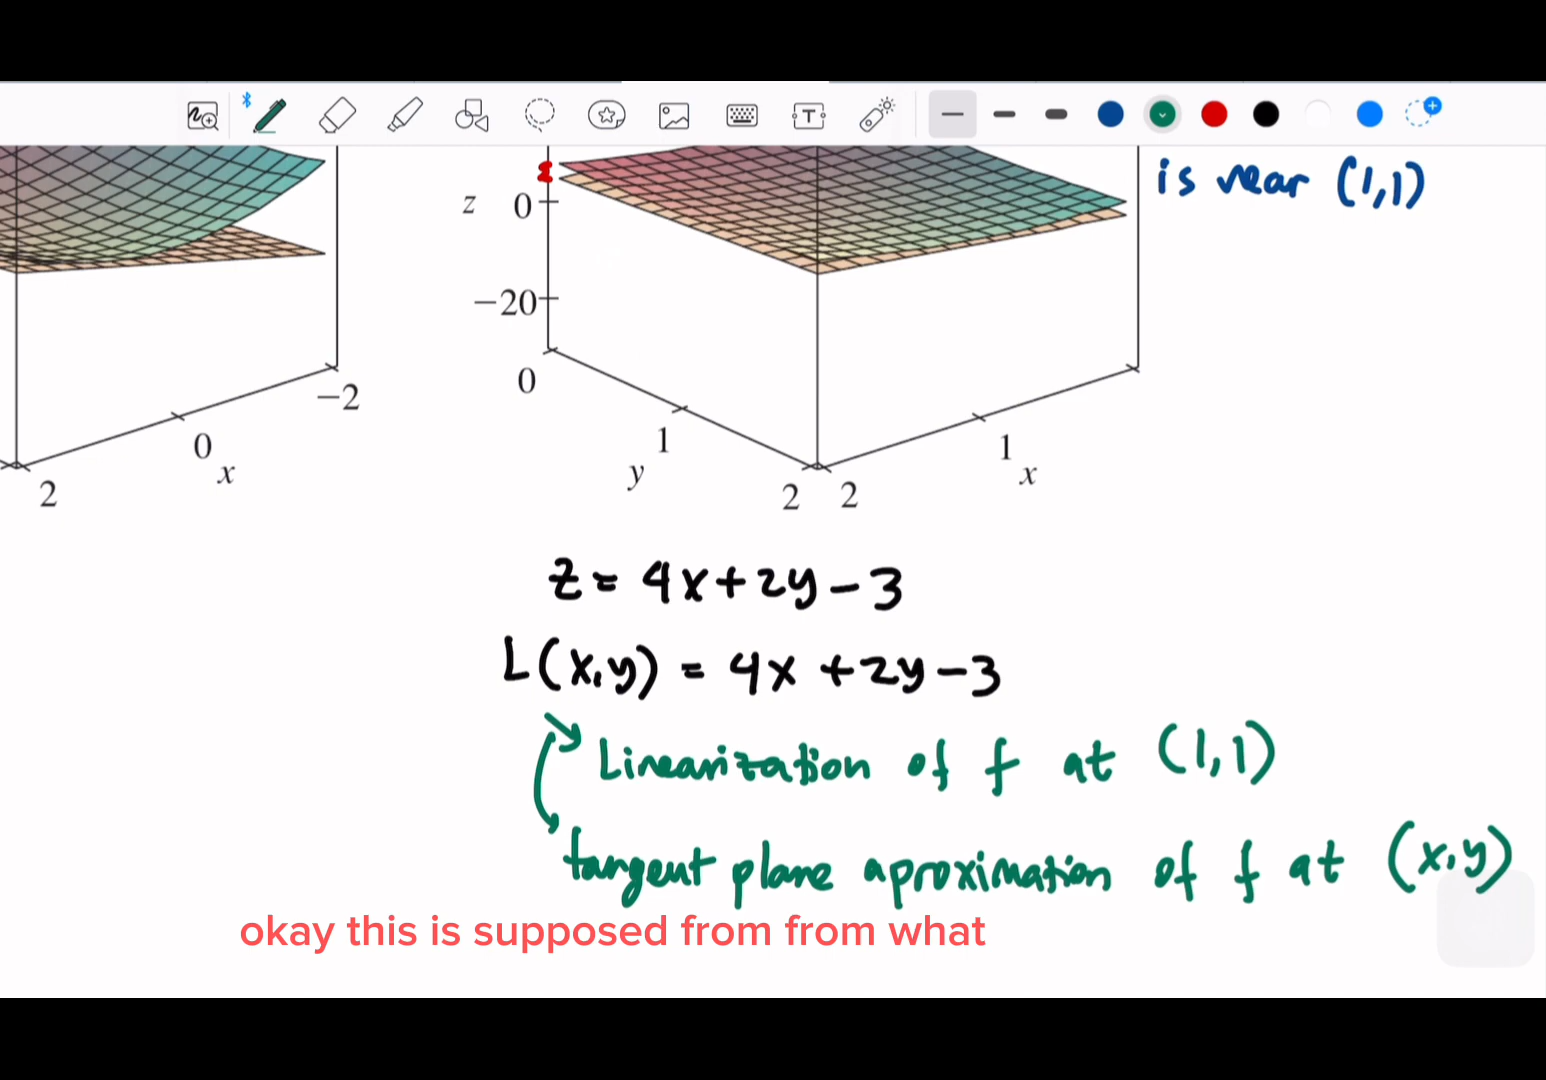 is near (1,1)
z 0
−20
0
−2
1
0
1
x
y
x
2
2 2
z = 4x+2y−3
L(x,y) = 4x +2y−3
Linearization of f at (1,1)
tangent plane aproximation of f at (x,y)
okay this is supposed from from what